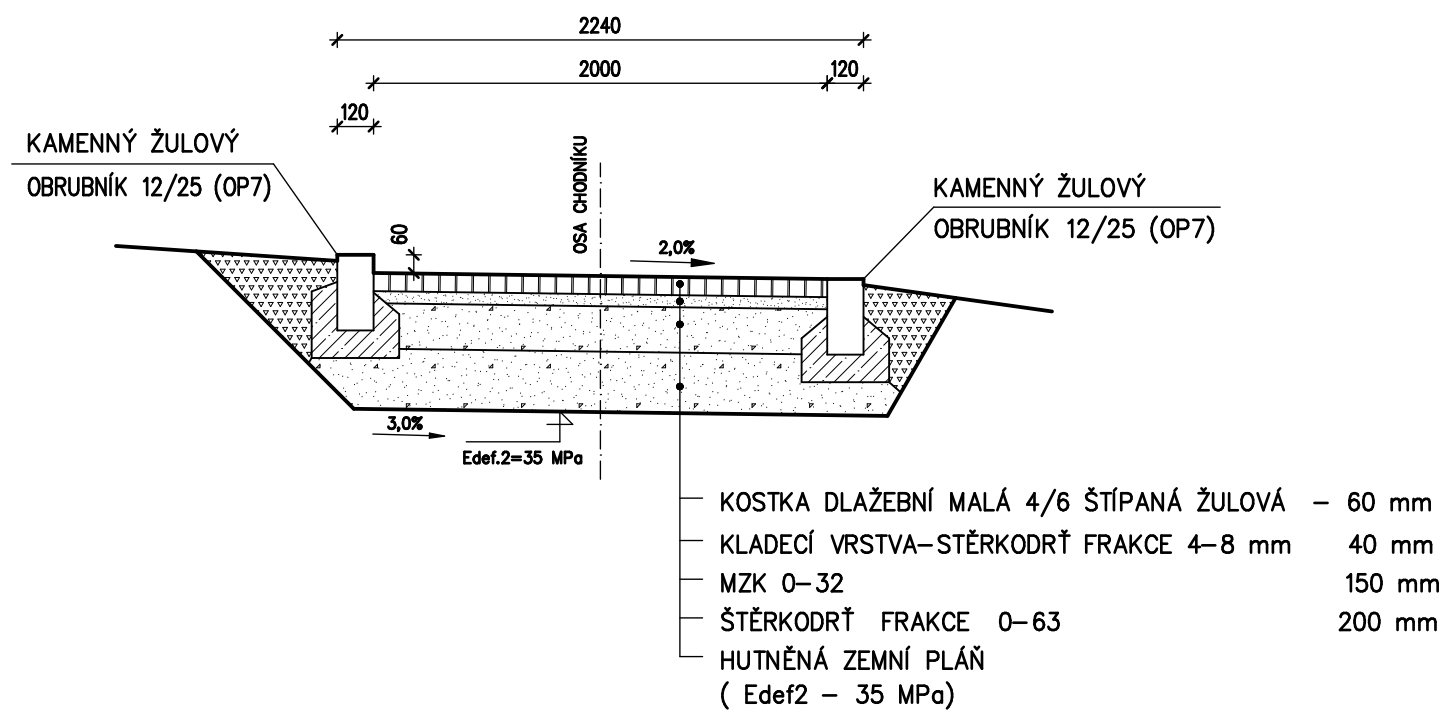 2240
2000
120
120
KAMENNÝ ŽULOVÝ
OBRUBNÍK 12/25 (OP7)
OSA CHODNÍKU
KAMENNÝ ŽULOVÝ
OBRUBNÍK 12/25 (OP7)
60
2,0%
3,0%
Edef.2=35 MPa
KOSTKA DLAŽEBNÍ MALÁ 4/6 ŠTÍPANÁ ŽULOVÁ – 60 mm
KLADECÍ VRSTVA-STĚRKODRŤ FRAKCE 4-8 mm 40 mm
MZK 0-32 150 mm
ŠTĚRKODRŤ FRAKCE 0-63 200 mm
HUTNĚNÁ ZEMNÍ PLÁŇ
( Edef2 – 35 MPa)